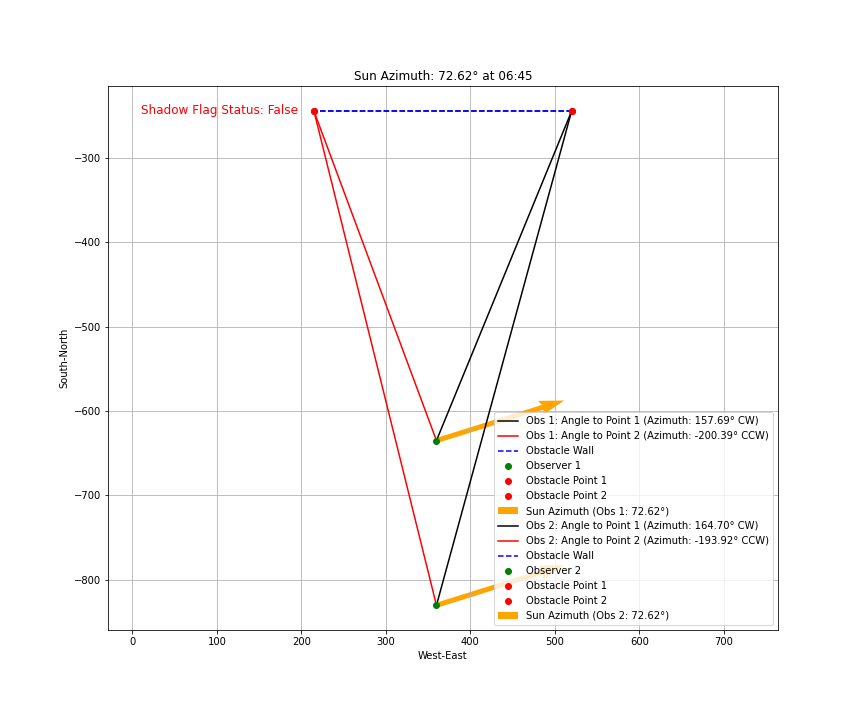 Sun Azimuth: 72.62° at 06:45
Shadow Flag Status: False
−300
−400
−500
−600
−700
−800
South-North
Obs 1: Angle to Point 1 (Azimuth: 157.69° CW)
Obs 1: Angle to Point 2 (Azimuth: -200.39° CCW)
Obstacle Wall
Observer 1
Obstacle Point 1
Obstacle Point 2
Sun Azimuth (Obs 1: 72.62°)
Obs 2: Angle to Point 1 (Azimuth: 164.70° CW)
Obs 2: Angle to Point 2 (Azimuth: -193.92° CCW)
Obstacle Wall
Observer 2
Obstacle Point 1
Obstacle Point 2
Sun Azimuth (Obs 2: 72.62°)
0 100 200 300 400 500 600 700
West-East